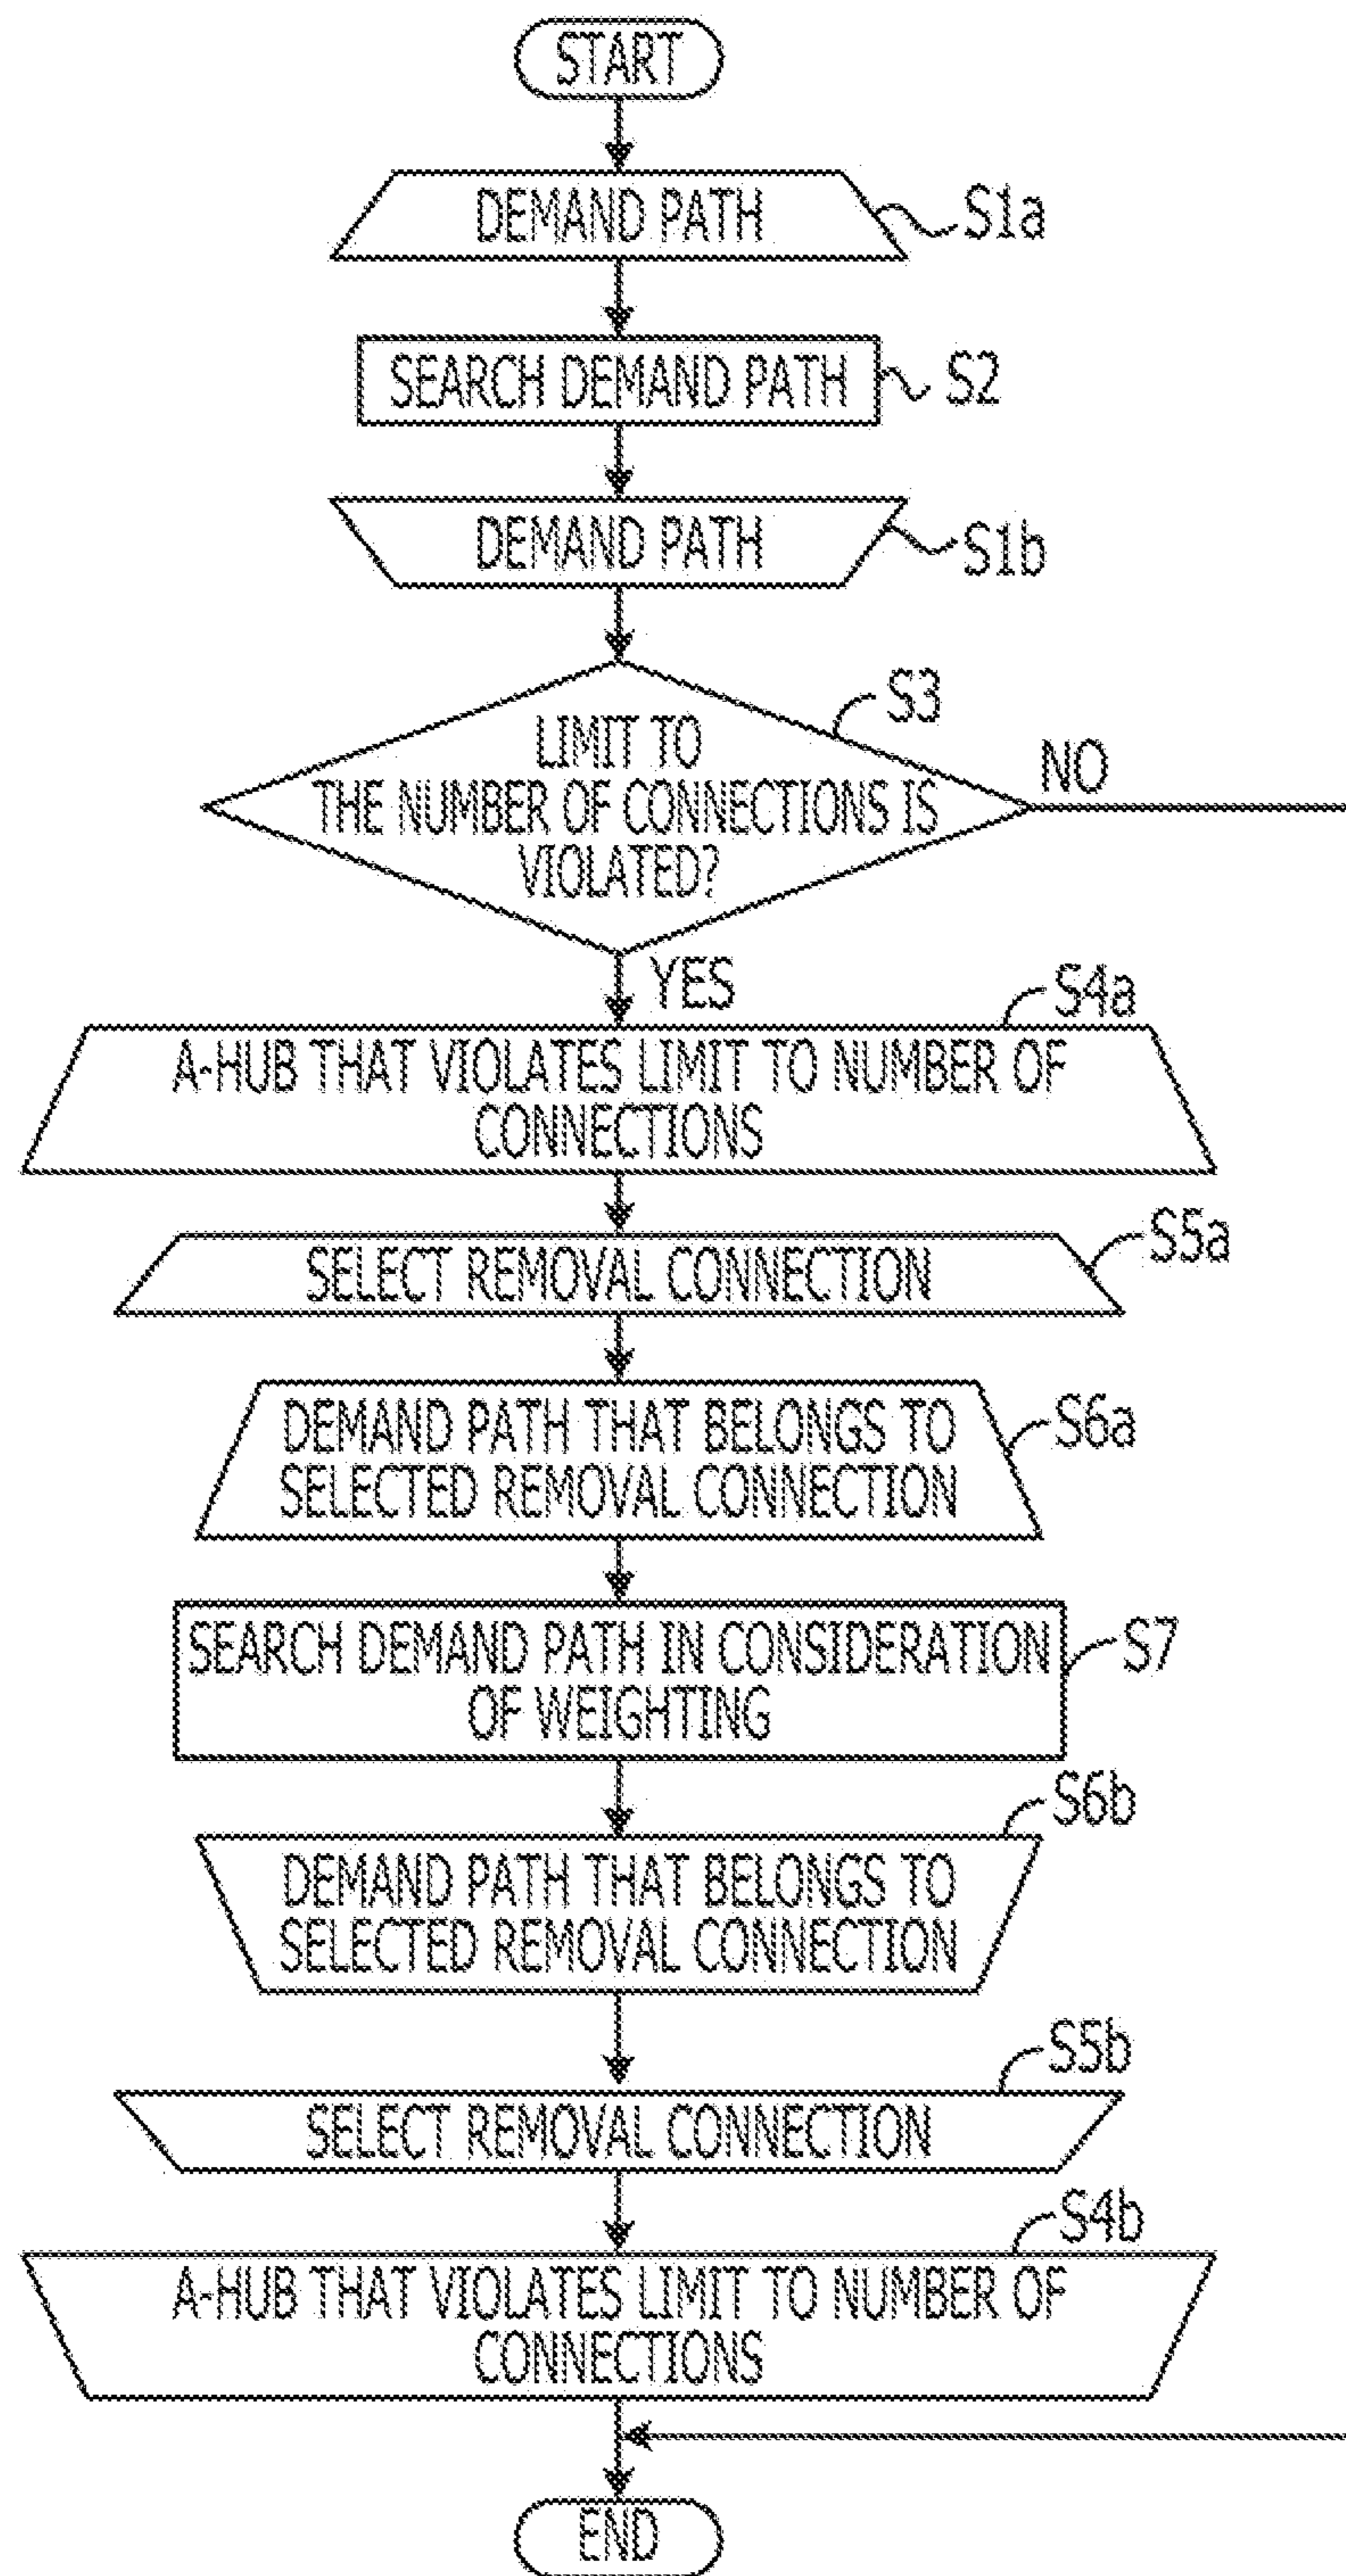 START
DEMAND PATH
S1a
SEARCH DEMAND PATH
S2
DEMAND PATH
S1b
S3
LIMIT TO
THE NUMBER OF CONNECTIONS IS
VIOLATED?
NO
YES
S4a
A-HUB THAT VIOLATES LIMIT TO NUMBER OF
CONNECTIONS
S5a
SELECT REMOVAL CONNECTION
S6a
DEMAND PATH THAT BELONGS TO
SELECTED REMOVAL CONNECTION
S7
SEARCH DEMAND PATH IN CONSIDERATION
OF WEIGHTING
S6b
DEMAND PATH THAT BELONGS TO
SELECTED REMOVAL CONNECTION
S5b
SELECT REMOVAL CONNECTION
S4b
A-HUB THAT VIOLATES LIMIT TO NUMBER OF
CONNECTIONS
END